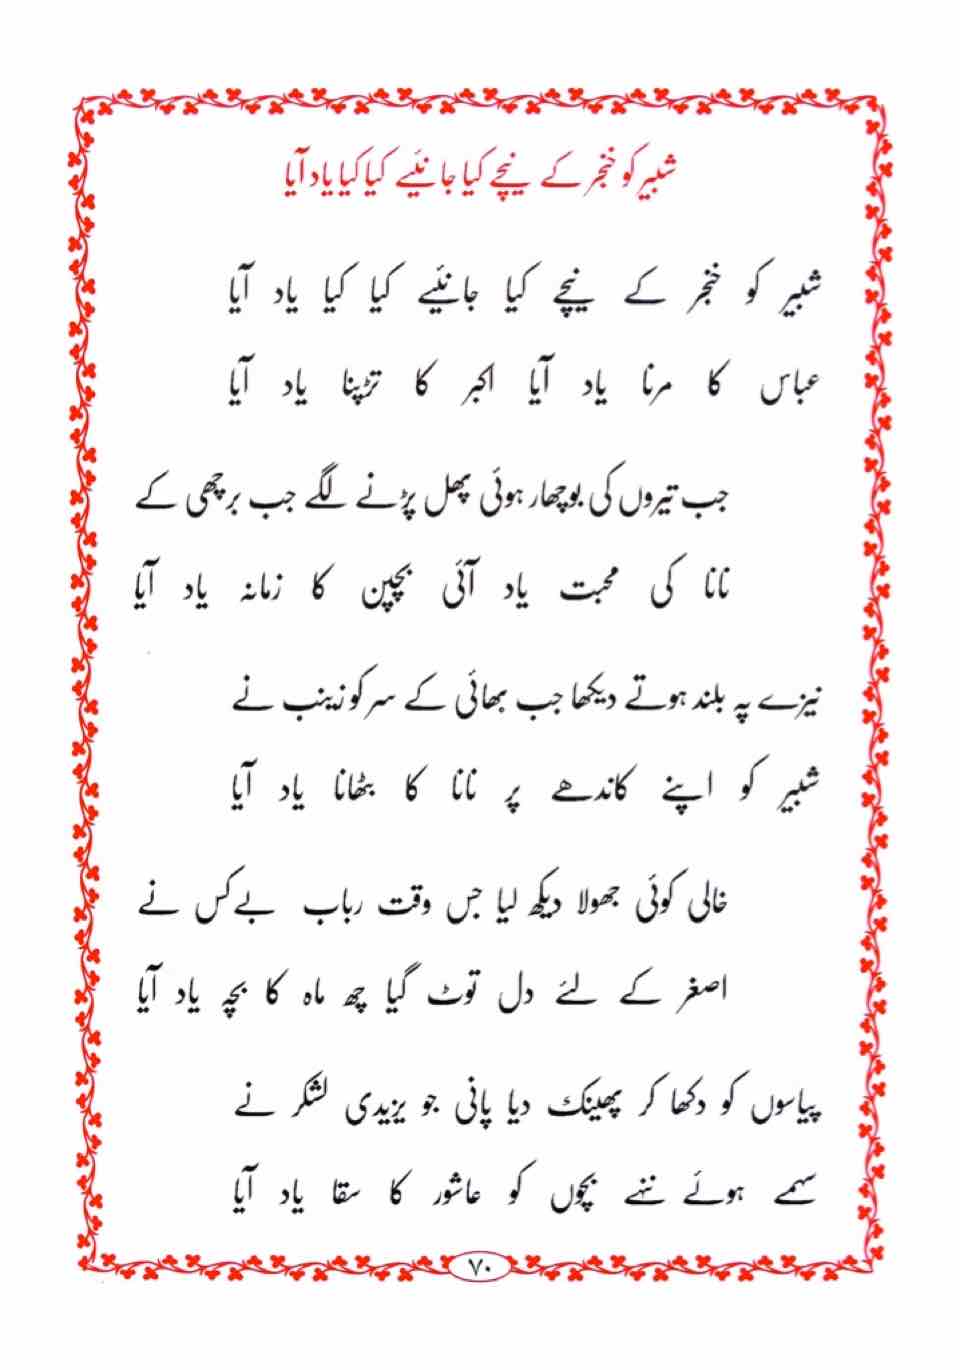 شبیر کو خنجر کے نیچے کیا جانئیے کیا کیا یاد آیا
شبیر کو خنجر کے نیچے کیا جانئیے کیا کیا یاد آیا
عباس کا مرنا یاد آیا اکبر کا تڑپنا یاد آیا
جب تیروں کی بوچھار ہوئی پھل پڑنے لگے جب برچھی کے
نانا کی محبت یاد آئی بچپن کا زمانہ یاد آیا
نیزے پہ بلند ہوتے دیکھا جب بھائی کے سر کو زینب نے
شبیر کو اپنے کاندھے پر نانا کا بٹھانا یاد آیا
خالی کوئی جھولا دیکھ لیا جس وقت رباب بے کس نے
اصغر کے لئے دل ٹوٹ گیا چھ ماہ کا بچہ یاد آیا
پیاسوں کو دکھا کر پھینک دیا پانی جو یزیدی لشکر نے
سہمے ہوئے ننھے بچوں کو عاشور کا سقا یاد آیا
۷۰